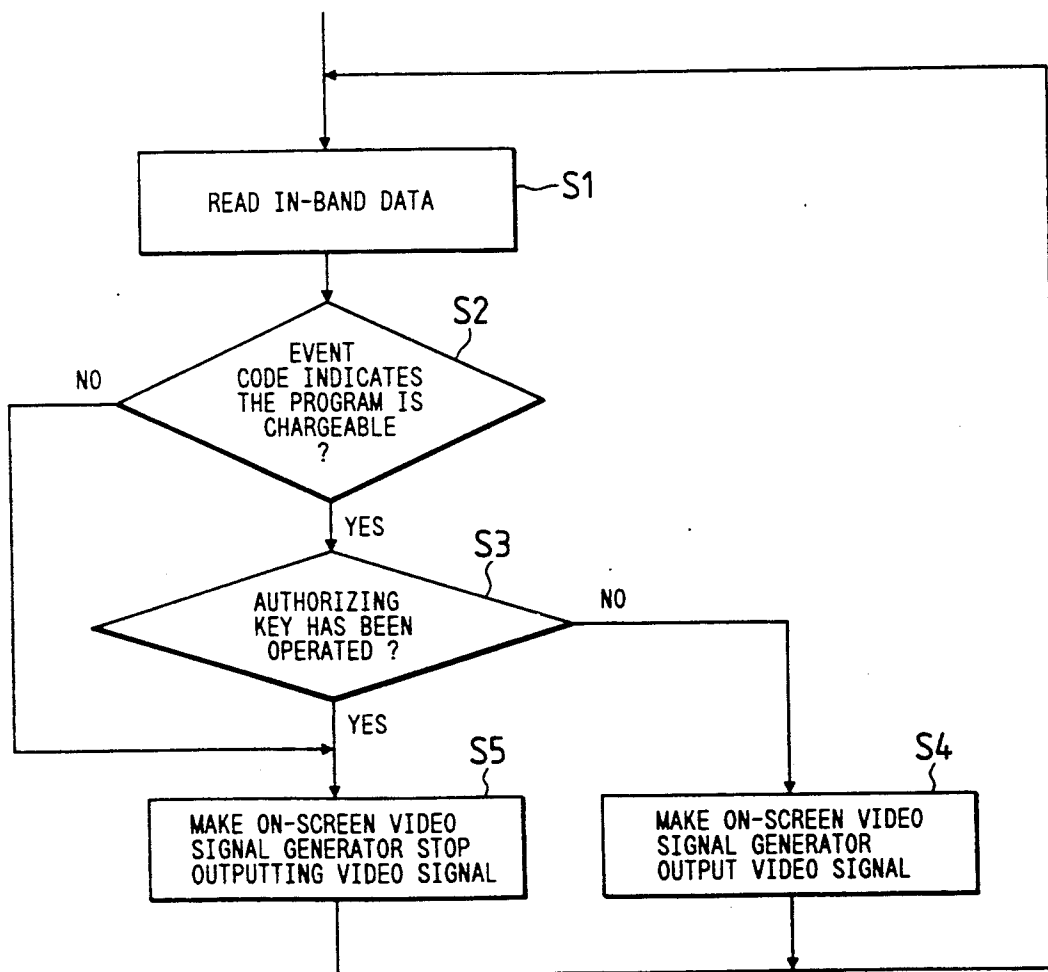 READ IN-BAND DATA
S1
S2
EVENT
CODE INDICATES
THE PROGRAM IS
CHARGEABLE
?
NO
YES
S3
AUTHORIZING
KEY HAS BEEN
OPERATED ?
NO
YES
S5
MAKE ON-SCREEN VIDEO
SIGNAL GENERATOR STOP
OUTPUTTING VIDEO SIGNAL
S4
MAKE ON-SCREEN VIDEO
SIGNAL GENERATOR
OUTPUT VIDEO SIGNAL